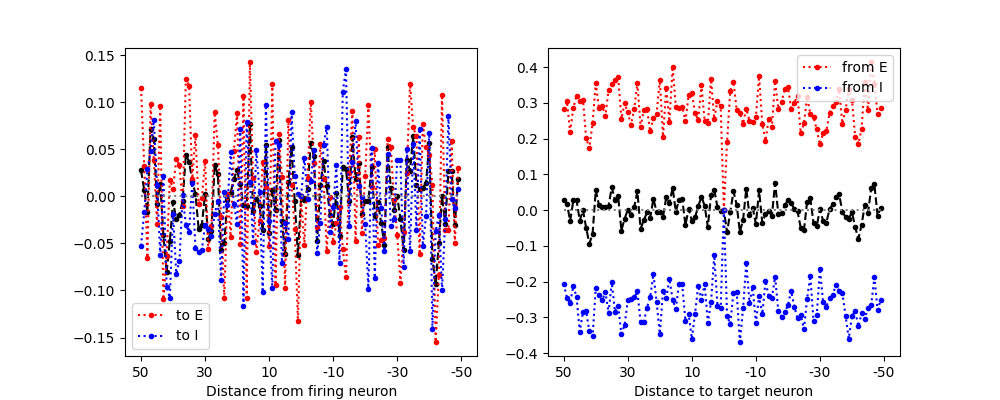 0.15
0.10
0.05
0.00
−0.05
−0.10
−0.15
to E
to I
50 30 10 -10 -30 -50
Distance from firing neuron
0.4
0.3
0.2
0.1
0.0
−0.1
−0.2
−0.3
−0.4
from E
from I
50 30 10 -10 -30 -50
Distance to target neuron